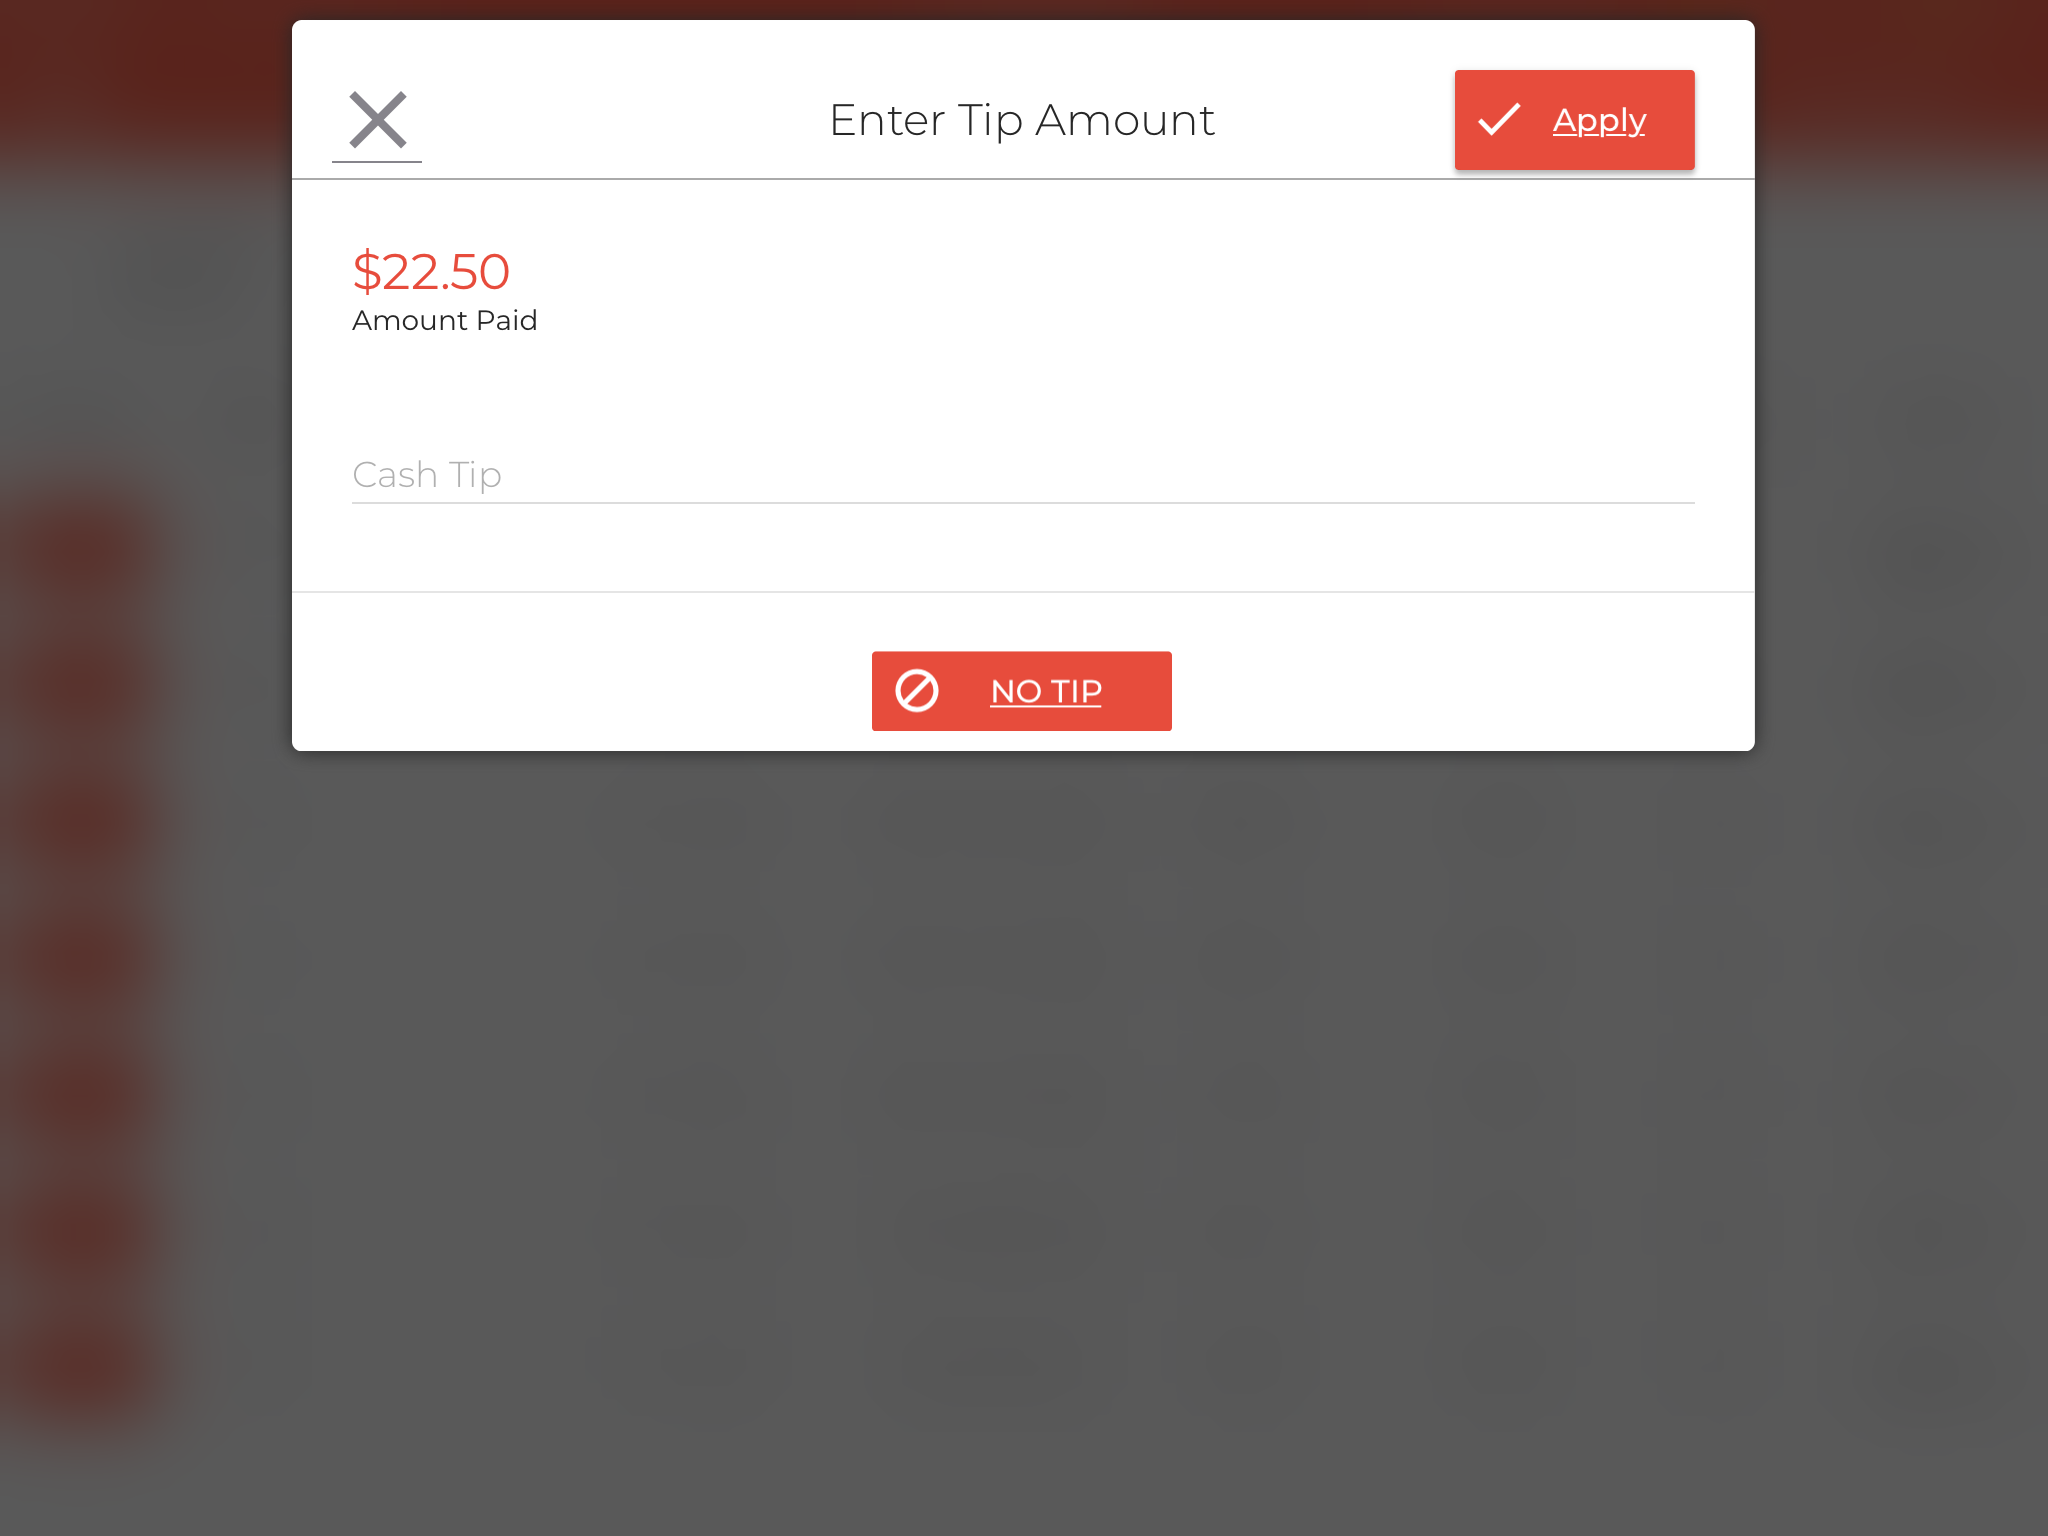 Enter Tip Amount
Apply
$22.50
Amount Paid
Cash Tip
NO TIP